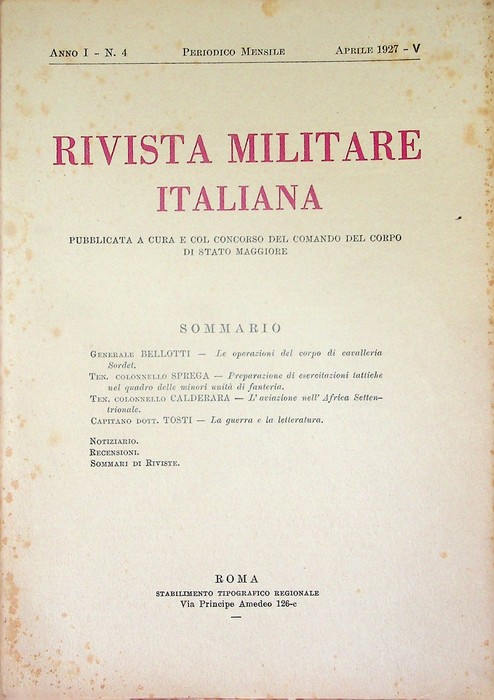 ANNO I - N. 4 PERIODICO MENSILE APRILE 1927 - V
RIVISTA MILITARE
ITALIANA
PUBBLICATA A CURA E COL CONCORSO DEL COMANDO DEL CORPO
DI STATO MAGGIORE
SOMMARIO
GENERALE BELLOTTI — Le operazioni del corpo di cavalleria
Sordet.
TEN. COLONNELLO SPREGA — Preparazione di esercitazioni tattiche
nel quadro delle minori unità di fanteria.
TEN. COLONNELLO CALDERARA — L'aviazione nell'Africa Setten-
trionale.
CAPITANO DOTT. TOSTI — La guerra e la letteratura.
NOTIZIARIO.
RECENSIONI.
SOMMARI DI RIVISTE.
ROMA
STABILIMENTO TIPOGRAFICO REGIONALE
Via Principe Amedeo 126-c